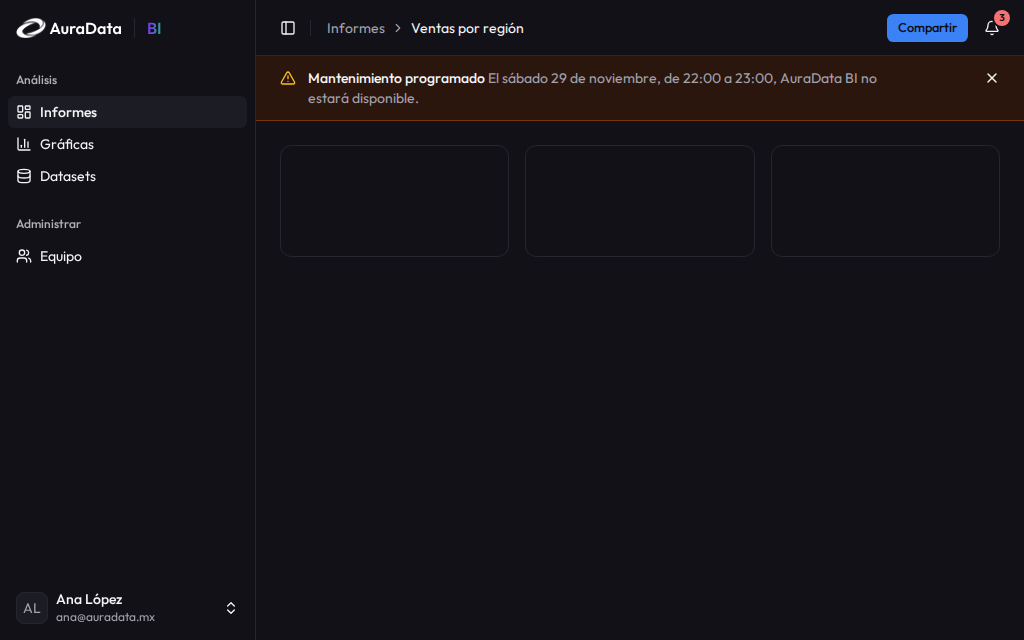 AuraData BI
Análisis
Informes
Gráficas
Datasets
Administrar
Equipo
AL
Ana López
ana@auradata.mx
Informes Ventas por región
Compartir
3
Mantenimiento programado El sábado 29 de noviembre, de 22:00 a 23:00, AuraData BI no
estará disponible.